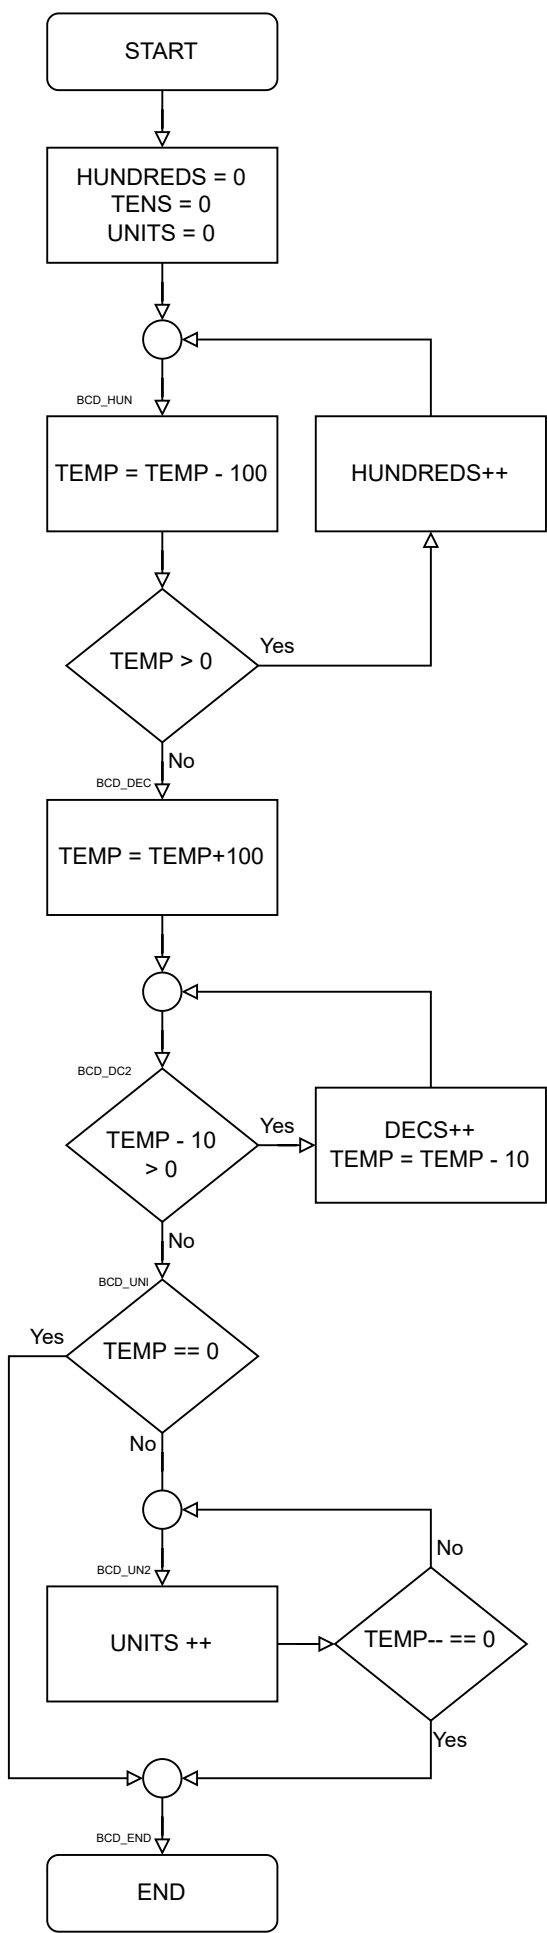 START
HUNDREDS = 0
TENS = 0
UNITS = 0
BCD_HUN
TEMP = TEMP - 100
HUNDREDS++
TEMP > 0
Yes
No
BCD_DEC
TEMP = TEMP+100
BCD_DC2
TEMP - 10
> 0
Yes
DECS++
TEMP = TEMP - 10
No
BCD_UNI
Yes
TEMP == 0
No
No
BCD_UN2
UNITS ++
TEMP-- == 0
Yes
BCD_END
END